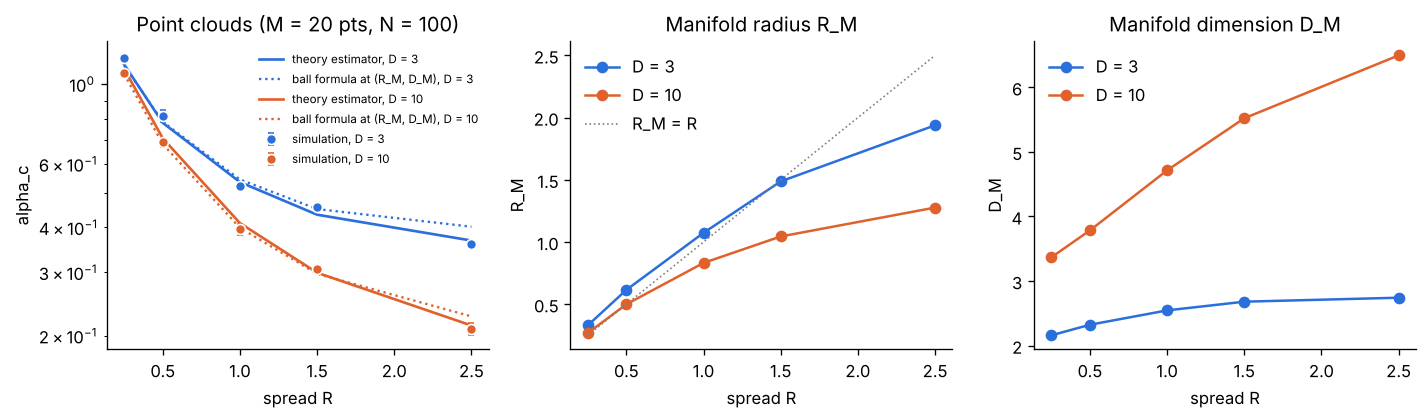 Point clouds (M = 20 pts, N = 100)
theory estimator, D = 3
ball formula at (R_M, D_M), D = 3
theory estimator, D = 10
ball formula at (R_M, D_M), D = 10
simulation, D = 3
simulation, D = 10
alpha_c
10⁰
6 × 10⁻¹
4 × 10⁻¹
3 × 10⁻¹
2 × 10⁻¹
0.5 1.0 1.5 2.0 2.5
spread R
Manifold radius R_M
D = 3
D = 10
R_M = R
R_M
2.5
2.0
1.5
1.0
0.5
0.5 1.0 1.5 2.0 2.5
spread R
Manifold dimension D_M
D = 3
D = 10
D_M
6
5
4
3
2
0.5 1.0 1.5 2.0 2.5
spread R